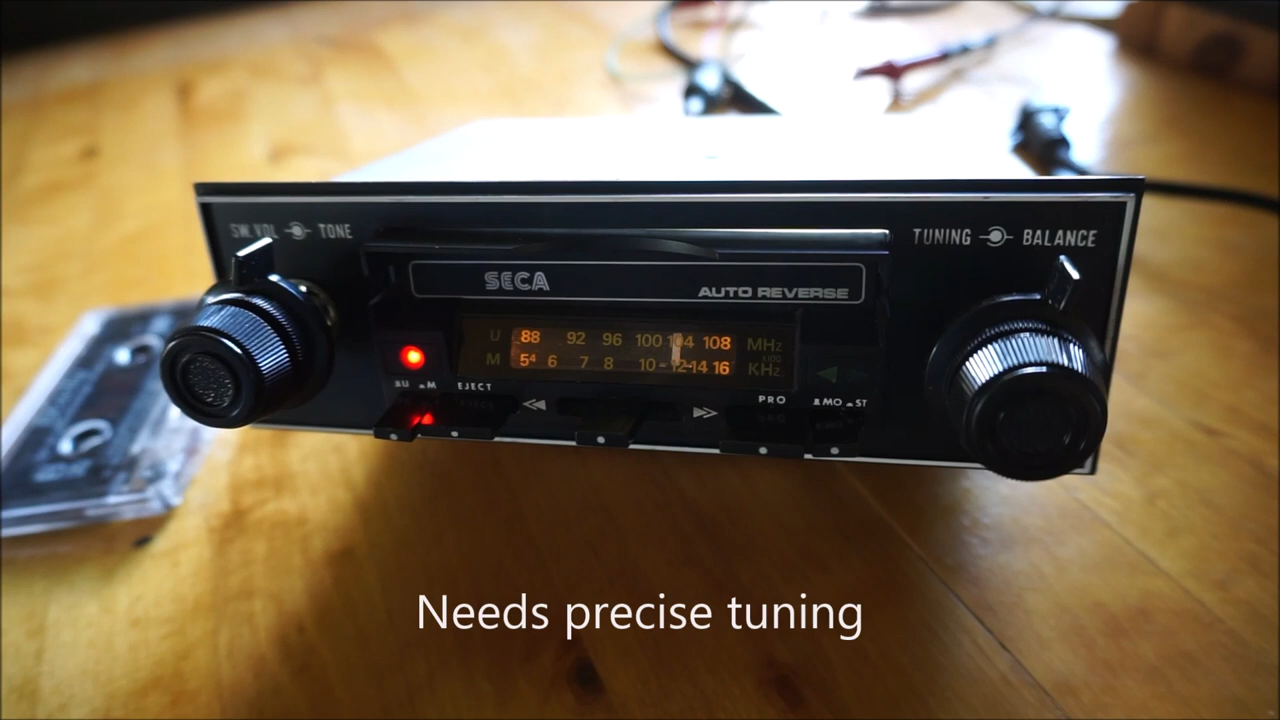 SW. VOL TONE
TUNING BALANCE
SECA
AUTO REVERSE
U 88 92 96 100 104 108 MHz
M 5⁴ 6 7 8 10 12 14 16 x100 KHz
U M EJECT
PRO MO ST
Needs precise tuning